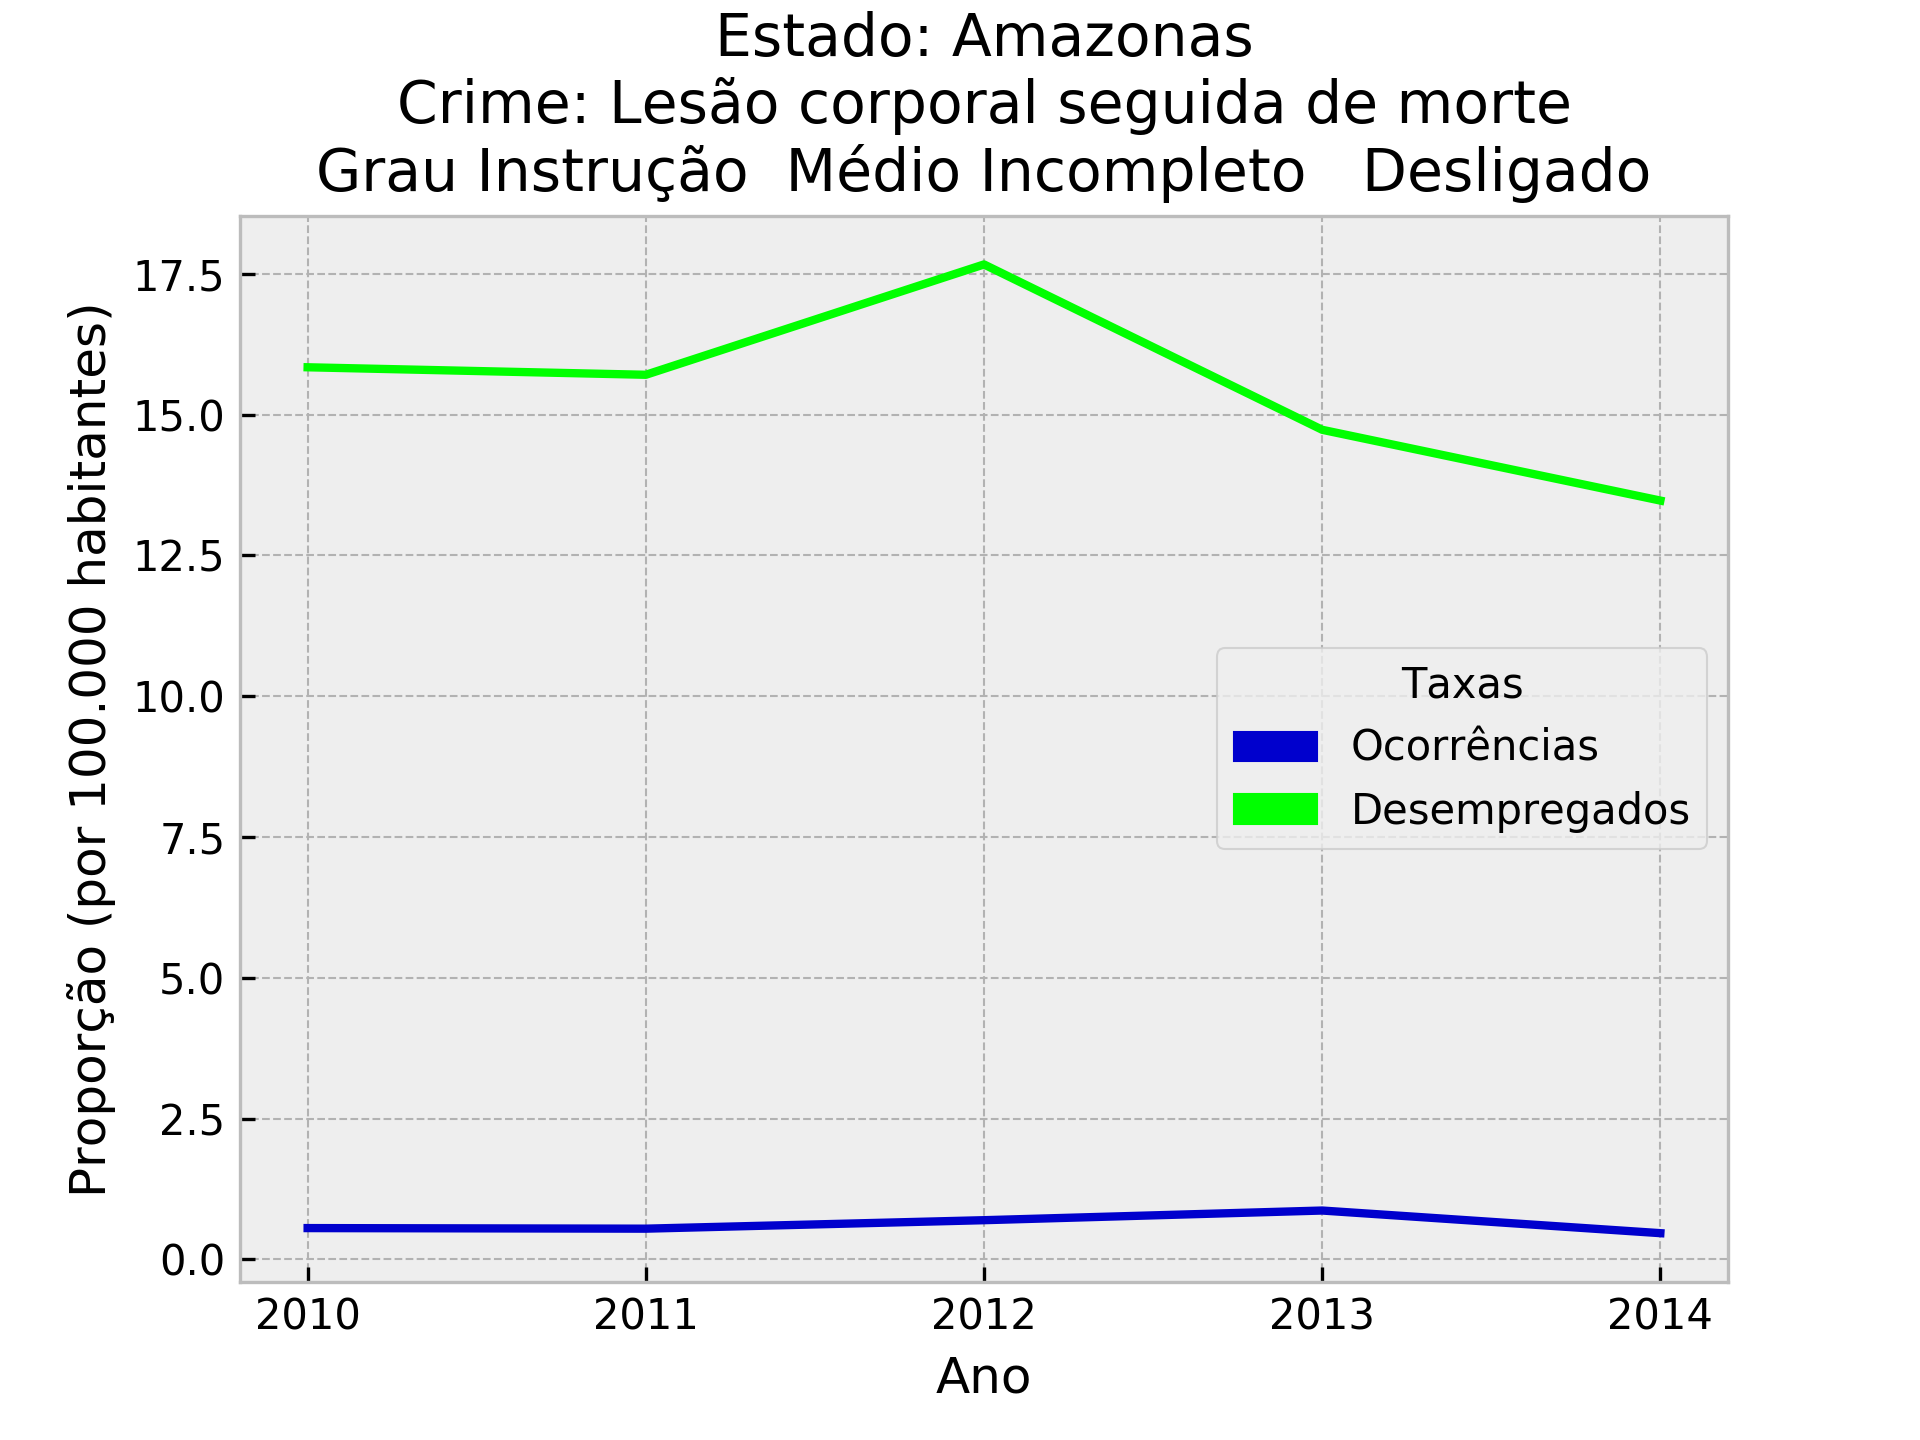 Estado: Amazonas
Crime: Lesão corporal seguida de morte
Grau Instrução  Médio Incompleto   Desligado
Proporção (por 100.000 habitantes)
17.5
15.0
12.5
10.0
7.5
5.0
2.5
0.0
Taxas
Ocorrências
Desempregados
2010 2011 2012 2013 2014
Ano